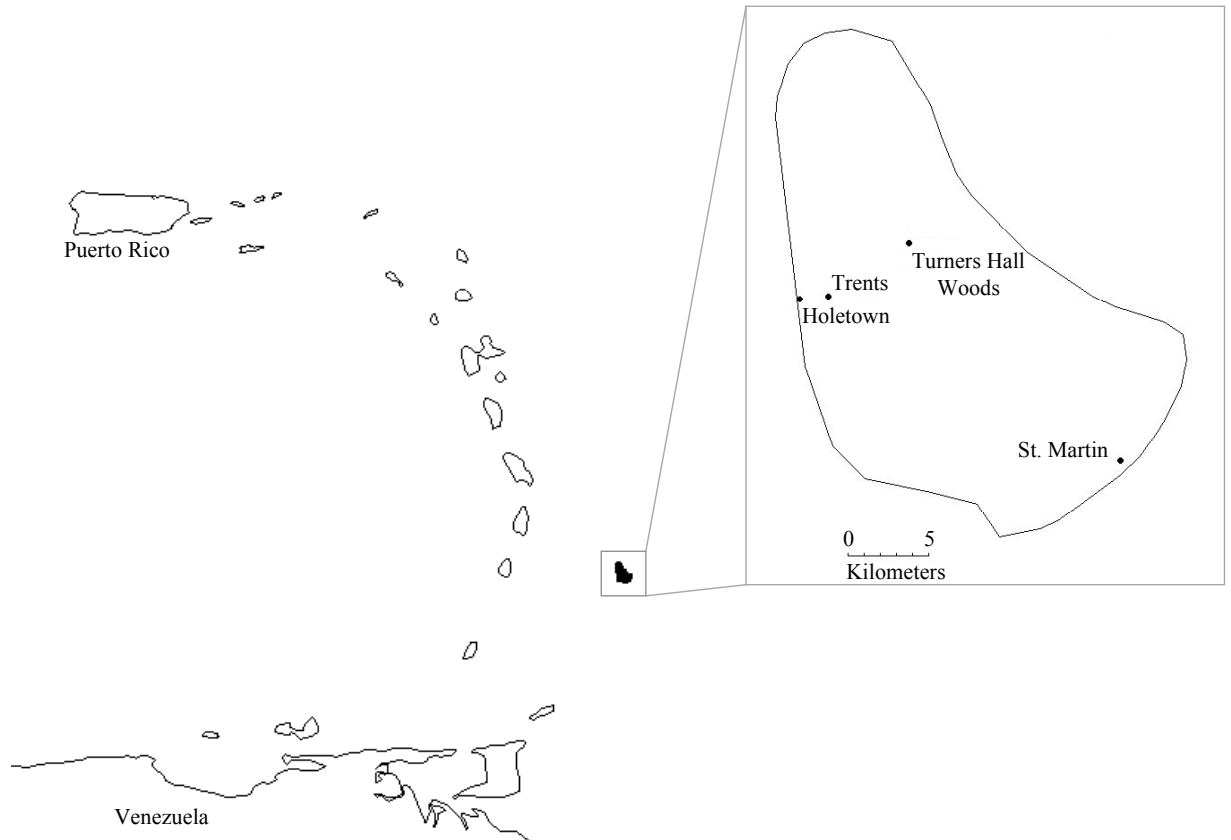 Puerto Rico
Turners Hall
Woods
Trents
Holetown
St. Martin
0 5
Kilometers
Venezuela